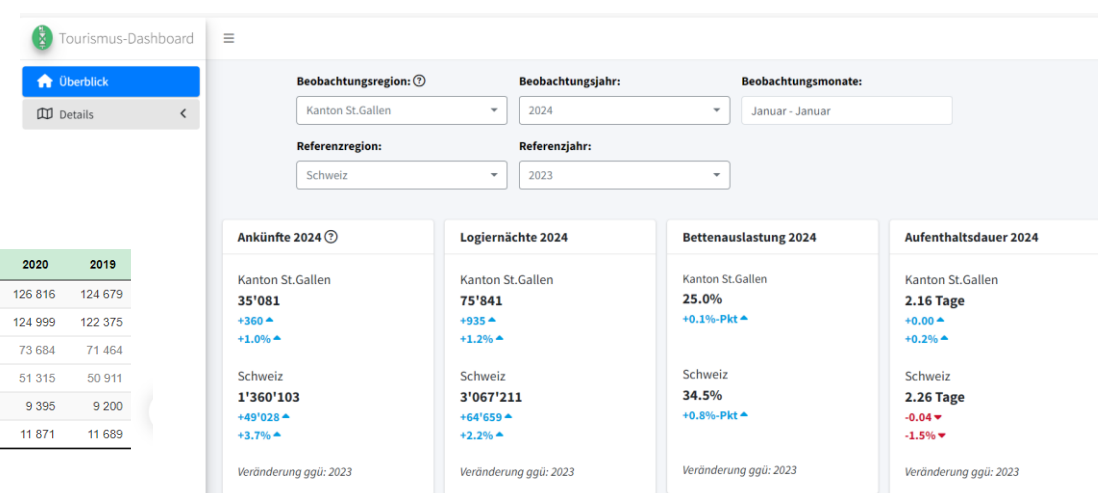 Tourismus-Dashboard
Überblick
Details
Beobachtungsregion:
Beobachtungsjahr:
Beobachtungsmonate:
Kanton St.Gallen
2024
Januar - Januar
Referenzregion:
Referenzjahr:
Schweiz
2023
2020 2019
126 816 124 679
124 999 122 375
73 684 71 464
51 315 50 911
9 395 9 200
11 871 11 689
Ankünfte 2024
Kanton St.Gallen
35'081
+360
+1.0%
Schweiz
1'360'103
+49'028
+3.7%
Veränderung ggü: 2023
Logiernächte 2024
Kanton St.Gallen
75'841
+935
+1.2%
Schweiz
3'067'211
+64'659
+2.2%
Veränderung ggü: 2023
Bettenauslastung 2024
Kanton St.Gallen
25.0%
+0.1%-Pkt
Schweiz
34.5%
+0.8%-Pkt
Veränderung ggü: 2023
Aufenthaltsdauer 2024
Kanton St.Gallen
2.16 Tage
+0.00
+0.2%
Schweiz
2.26 Tage
-0.04
-1.5%
Veränderung ggü: 2023